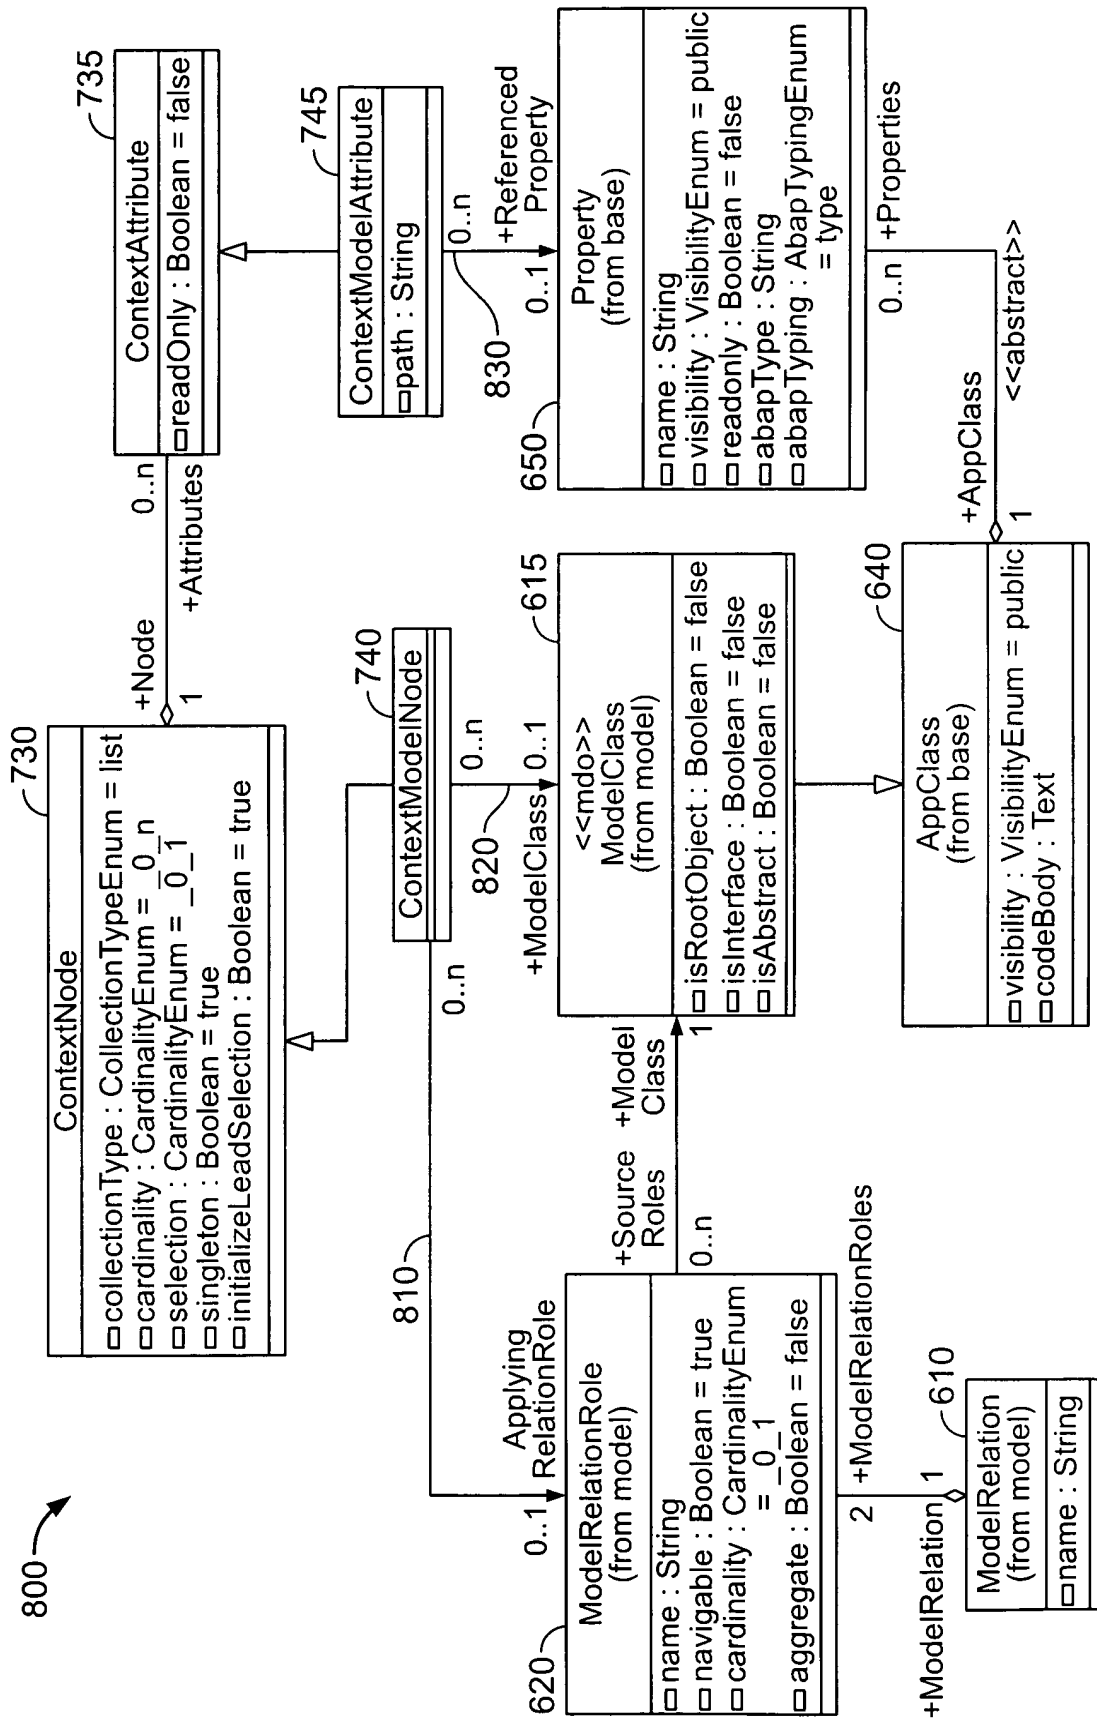 800
730
ContextNode
collectionType : CollectionTypeEnum = list
cardinality : CardinalityEnum = _0_n
selection : CardinalityEnum = _0_1
singleton : Boolean = true
initializeLeadSelection : Boolean = true
+Node
1
0..n
+Attributes
735
ContextAttribute
readOnly : Boolean = false
740
ContextModelNode
745
ContextModelAttribute
path : String
810
0..n
Applying
RelationRole
0..1
820
0..n
+ModelClass
0..1
830
0..n
+Referenced
Property
0..1
620
ModelRelationRole
(from model)
name : String
navigable : Boolean = true
cardinality : CardinalityEnum
= _0_1
aggregate : Boolean = false
+Source
Roles
0..n
+Model
Class
1
615
<<mdo>>
ModelClass
(from model)
isRootObject : Boolean = false
isInterface : Boolean = false
isAbstract : Boolean = false
650
Property
(from base)
name : String
visibility : VisibilityEnum = public
readonly : Boolean = false
abapType : String
abapTyping : AbapTypingEnum
= type
2
+ModelRelationRoles
+ModelRelation
1
610
ModelRelation
(from model)
name : String
640
AppClass
(from base)
visibility : VisibilityEnum = public
codeBody : Text
+AppClass
1
0..n
+Properties
<<abstract>>